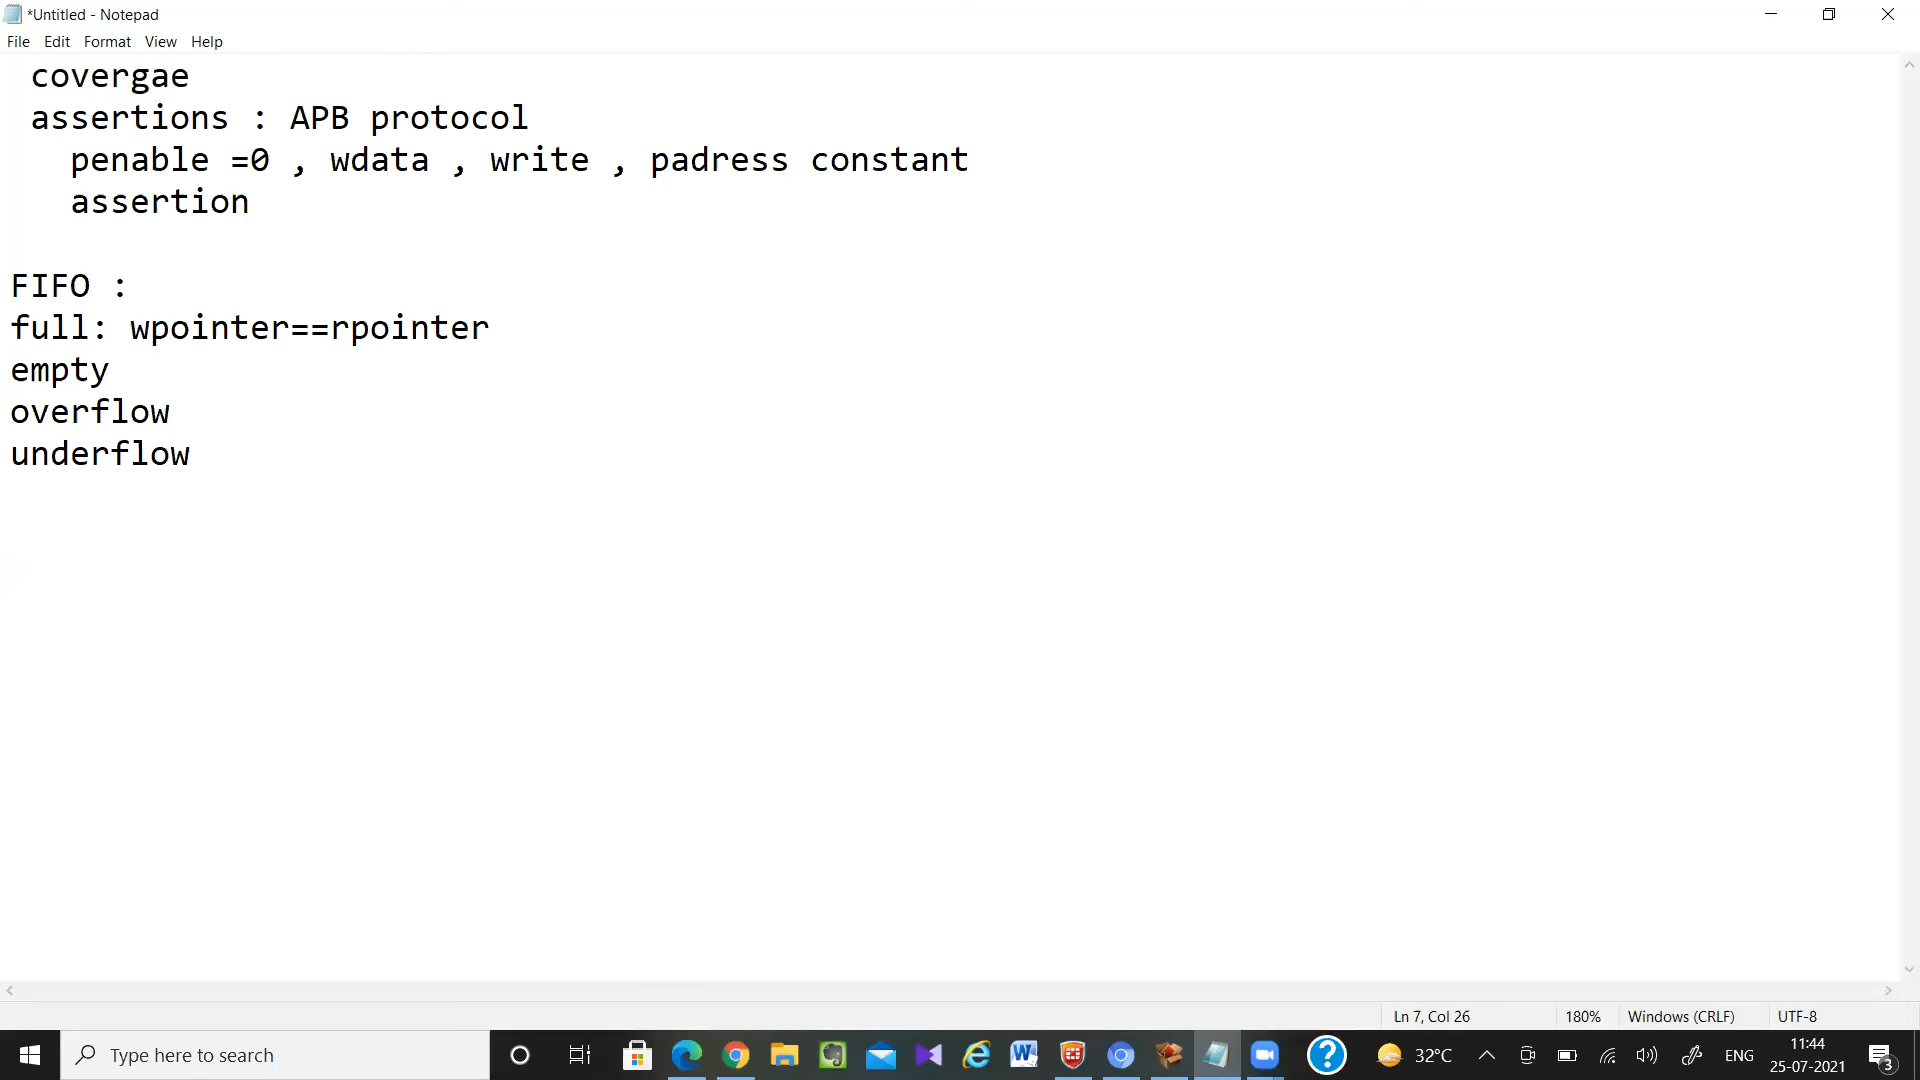 *Untitled - Notepad
File Edit Format View Help
covergae
assertions : APB protocol
penable =0 , wdata , write , padress constant
assertion
FIFO :
full: wpointer==rpointer
empty
overflow
underflow
Ln 7, Col 26 180% Windows (CRLF) UTF-8
Type here to search
32°C ENG 11:44
25-07-2021 3